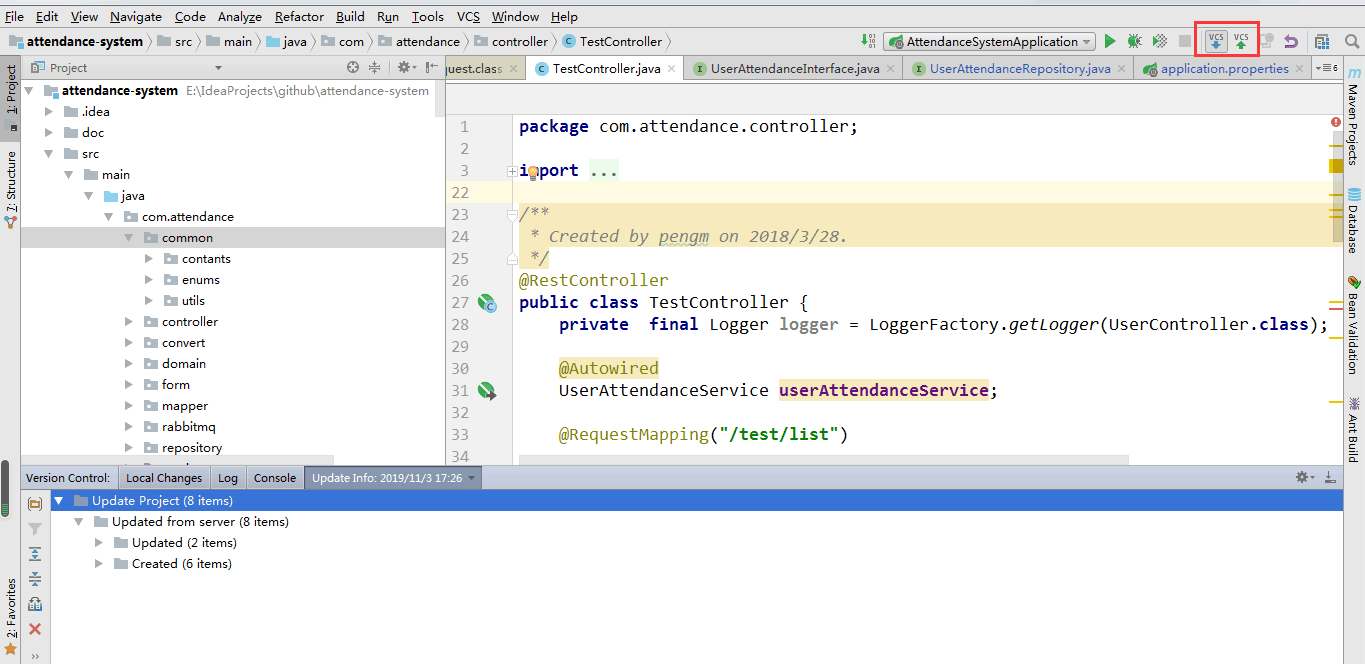 File Edit View Navigate Code Analyze Refactor Build Run Tools VCS Window Help
attendance-system src main java com attendance controller TestController AttendanceSystemApplication VCS VCS
Project quest.class TestController.java UserAttendanceInterface.java UserAttendanceRepository.java application.properties 6
attendance-system E:\IdeaProjects\github\attendance-system
.idea
doc
src
main
java
com.attendance
common
contants
enums
utils
controller
convert
domain
form
mapper
rabbitmq
repository
1 package com.attendance.controller;
2
3 import ...
22
23 /**
24 * Created by pengm on 2018/3/28.
25 */
26 @RestController
27 public class TestController {
28 private final Logger logger = LoggerFactory.getLogger(UserController.class);
29
30 @Autowired
31 UserAttendanceService userAttendanceService;
32
33 @RequestMapping("/test/list")
34
1: Project
7: Structure
2: Favorites
Maven Projects
Database
Bean Validation
Ant Build
Version Control: Local Changes Log Console Update Info: 2019/11/3 17:26
Update Project (8 items)
Updated from server (8 items)
Updated (2 items)
Created (6 items)